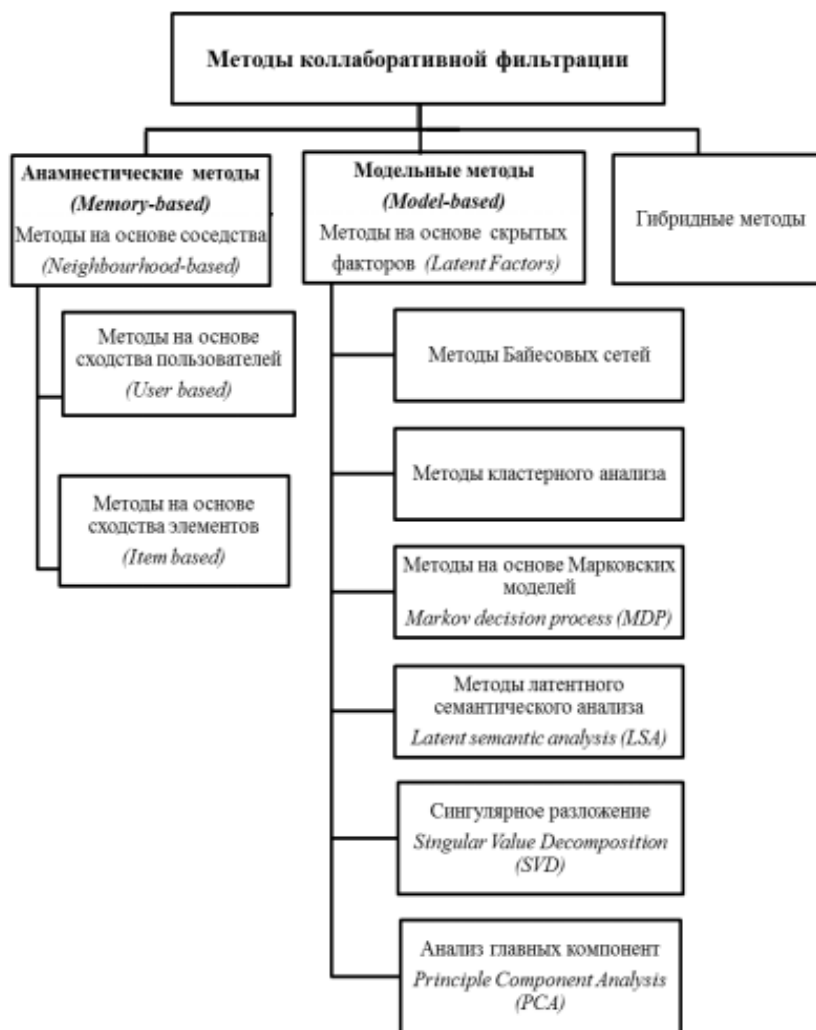 Методы коллаборативной фильтрации
Анамнестические методы
(Memory-based)
Методы на основе соседства
(Neighbourhood-based)
Модельные методы
(Model-based)
Методы на основе скрытых
факторов (Latent Factors)
Гибридные методы
Методы на основе
сходства пользователей
(User based)
Методы на основе
сходства элементов
(Item based)
Методы Байесовых сетей
Методы кластерного анализа
Методы на основе Марковских
моделей
Markov decision process (MDP)
Методы латентного
семантического анализа
Latent semantic analysis (LSA)
Сингулярное разложение
Singular Value Decomposition
(SVD)
Анализ главных компонент
Principle Component Analysis
(PCA)